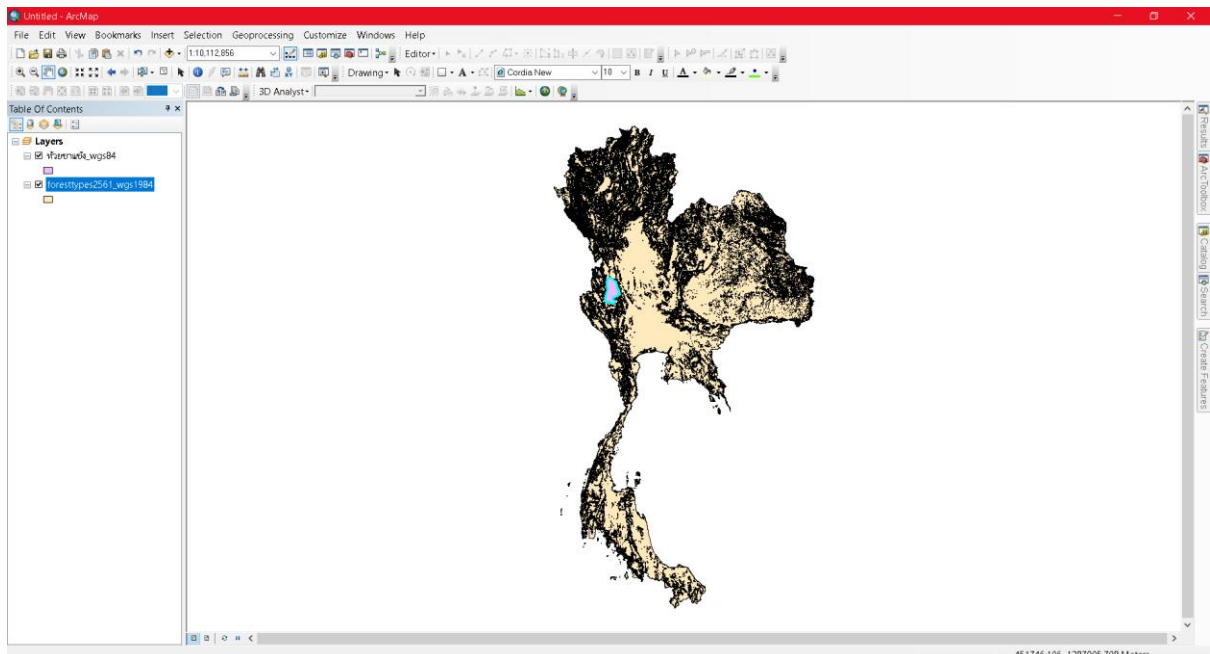 Untitled - ArcMap
File Edit View Bookmarks Insert Selection Geoprocessing Customize Windows Help
1:10,112,856 Editor
Drawing A Cordia New 10 B I U A
3D Analyst
Table Of Contents
Layers
ห้วยขาแข้ง_wgs84
foresttypes2561_wgs1984
Results
ArcToolbox
Catalog
Search
Create Features